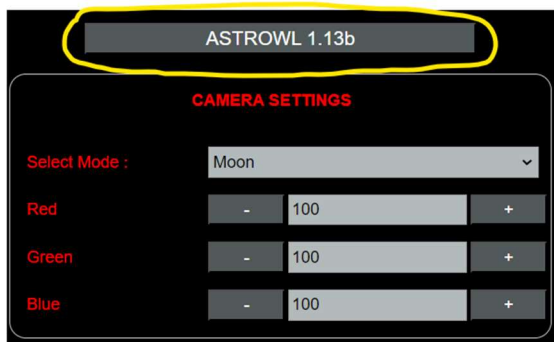 ASTROWL 1.13b
CAMERA SETTINGS
Select Mode : Moon
Red - 100 +
Green - 100 +
Blue - 100 +